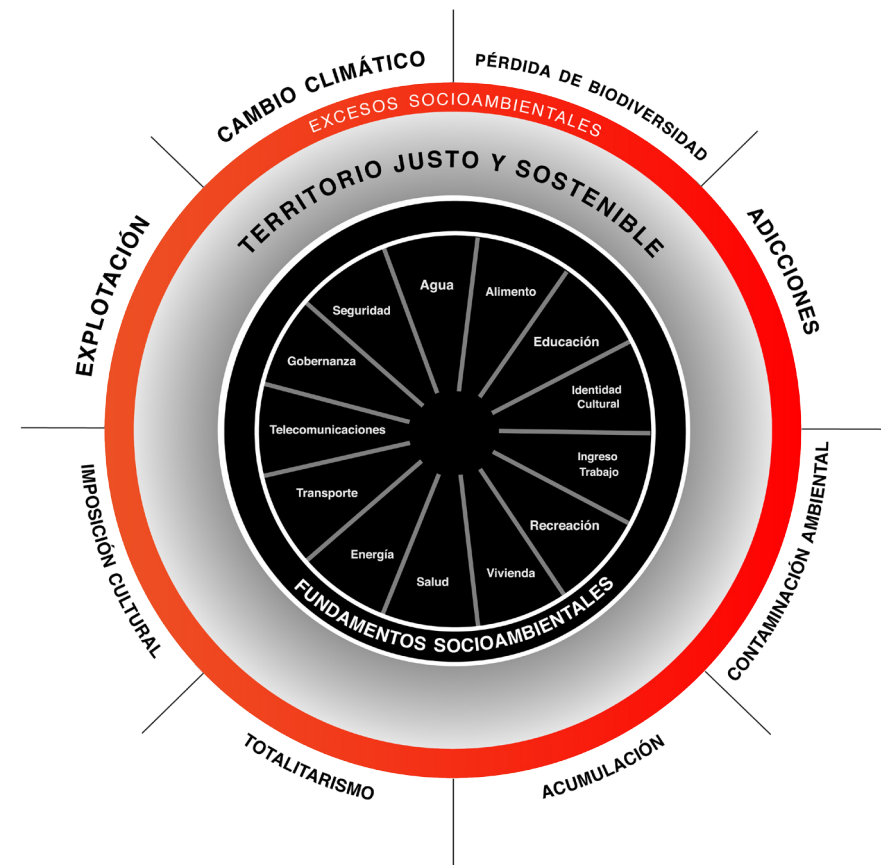 CAMBIO CLIMÁTICO
PÉRDIDA DE BIODIVERSIDAD
ADICCIONES
CONTAMINACIÓN AMBIENTAL
ACUMULACIÓN
TOTALITARISMO
IMPOSICIÓN CULTURAL
EXPLOTACIÓN
EXCESOS SOCIOAMBIENTALES
TERRITORIO JUSTO Y SOSTENIBLE
Agua
Alimento
Educación
Identidad
Cultural
Ingreso
Trabajo
Recreación
Vivienda
Salud
Energía
Transporte
Telecomunicaciones
Gobernanza
Seguridad
FUNDAMENTOS SOCIOAMBIENTALES